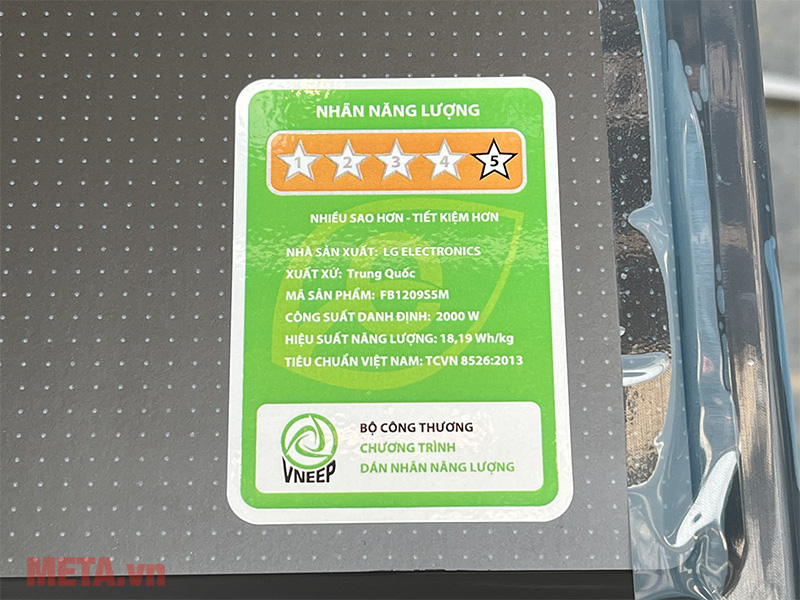 NHÃN NĂNG LƯỢNG
1 2 3 4 5
NHIỀU SAO HƠN - TIẾT KIỆM HƠN
NHÀ SẢN XUẤT: LG ELECTRONICS
XUẤT XỨ: Trung Quốc
MÃ SẢN PHẨM: FB1209S5M
CÔNG SUẤT DANH ĐỊNH: 2000 W
HIỆU SUẤT NĂNG LƯỢNG: 18,19 Wh/kg
TIÊU CHUẨN VIỆT NAM: TCVN 8526:2013
VNEEP
BỘ CÔNG THƯƠNG
CHƯƠNG TRÌNH
DÁN NHÃN NĂNG LƯỢNG
META.vn